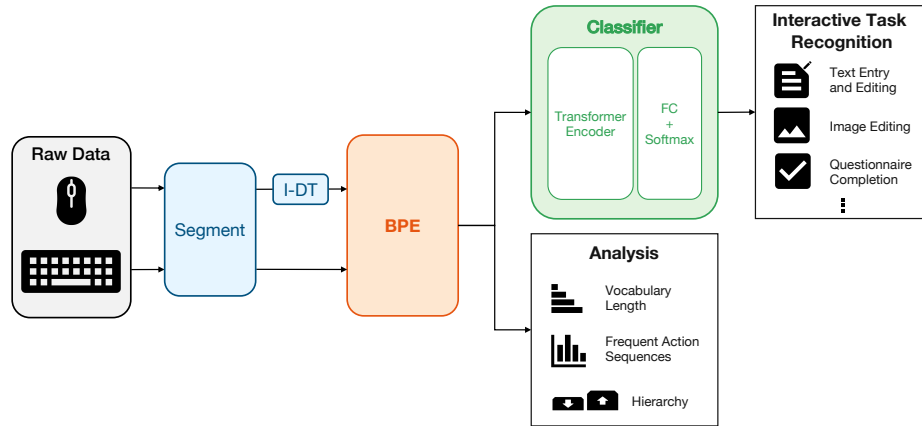 Raw Data
Segment
I-DT
BPE
Classifier
Transformer
Encoder
FC
+
Softmax
Interactive Task
Recognition
Text Entry
and Editing
Image Editing
Questionnaire
Completion
Analysis
Vocabulary
Length
Frequent Action
Sequences
Hierarchy